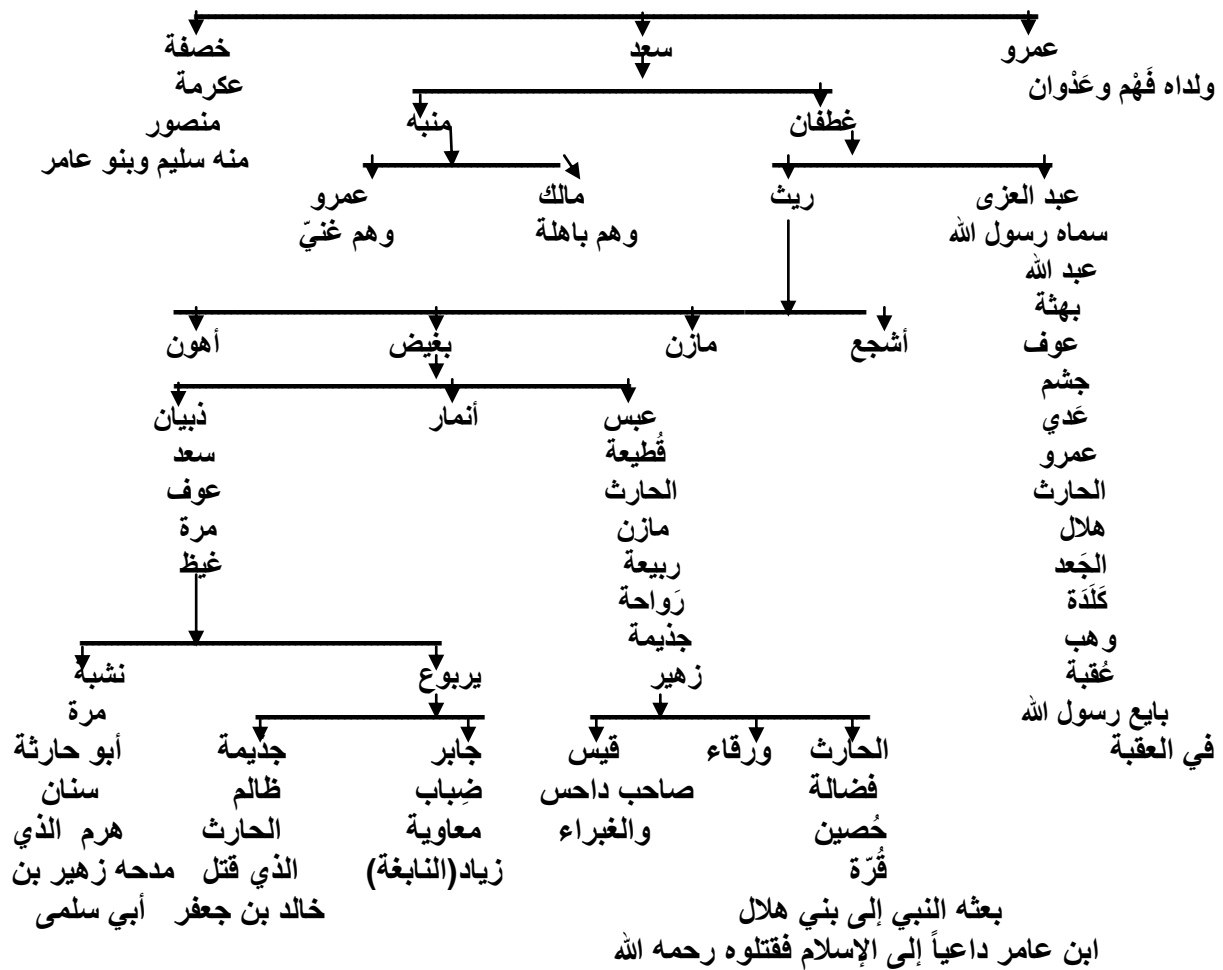 عمرو سعد خصفة
ولداه فَهْم وعَدْوان عكرمة
غطفان منبه منصور
منه سليم وبنو عامر
عبد العزى ريث مالك عمرو
سماه رسول الله وهم باهلة وهم غنيّ
عبد الله
بهثة
عوف أشجع مازن بغيض أهون
جشم
عَدي عبس أنمار ذبيان
عمرو قُطيعة سعد
الحارث الحارث عوف
هلال مازن مرة
الجَعد ربيعة غيظ
كَلَدَة رَواحة
وهب جذيمة
عُقبة زهير يربوع نشبة
بايع رسول الله مرة
في العقبة الحارث ورقاء قيس جابر جذيمة أبو حارثة
فضالة صاحب داحس ضِباب ظالم سنان
حُصين والغبراء معاوية الحارث هرم الذي
قُرّة زياد(النابغة) الذي قتل مدحه زهير بن
بعثه النبي إلى بني هلال خالد بن جعفر أبي سلمى
ابن عامر داعياً إلى الإسلام فقتلوه رحمه الله